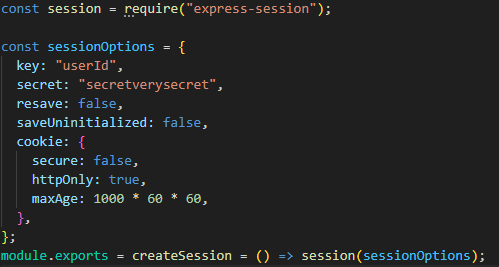 const session = require("express-session");
const sessionOptions = {
  key: "userId",
  secret: "secretverysecret",
  resave: false,
  saveUninitialized: false,
  cookie: {
    secure: false,
    httpOnly: true,
    maxAge: 1000 * 60 * 60,
  },
};
module.exports = createSession = () => session(sessionOptions);